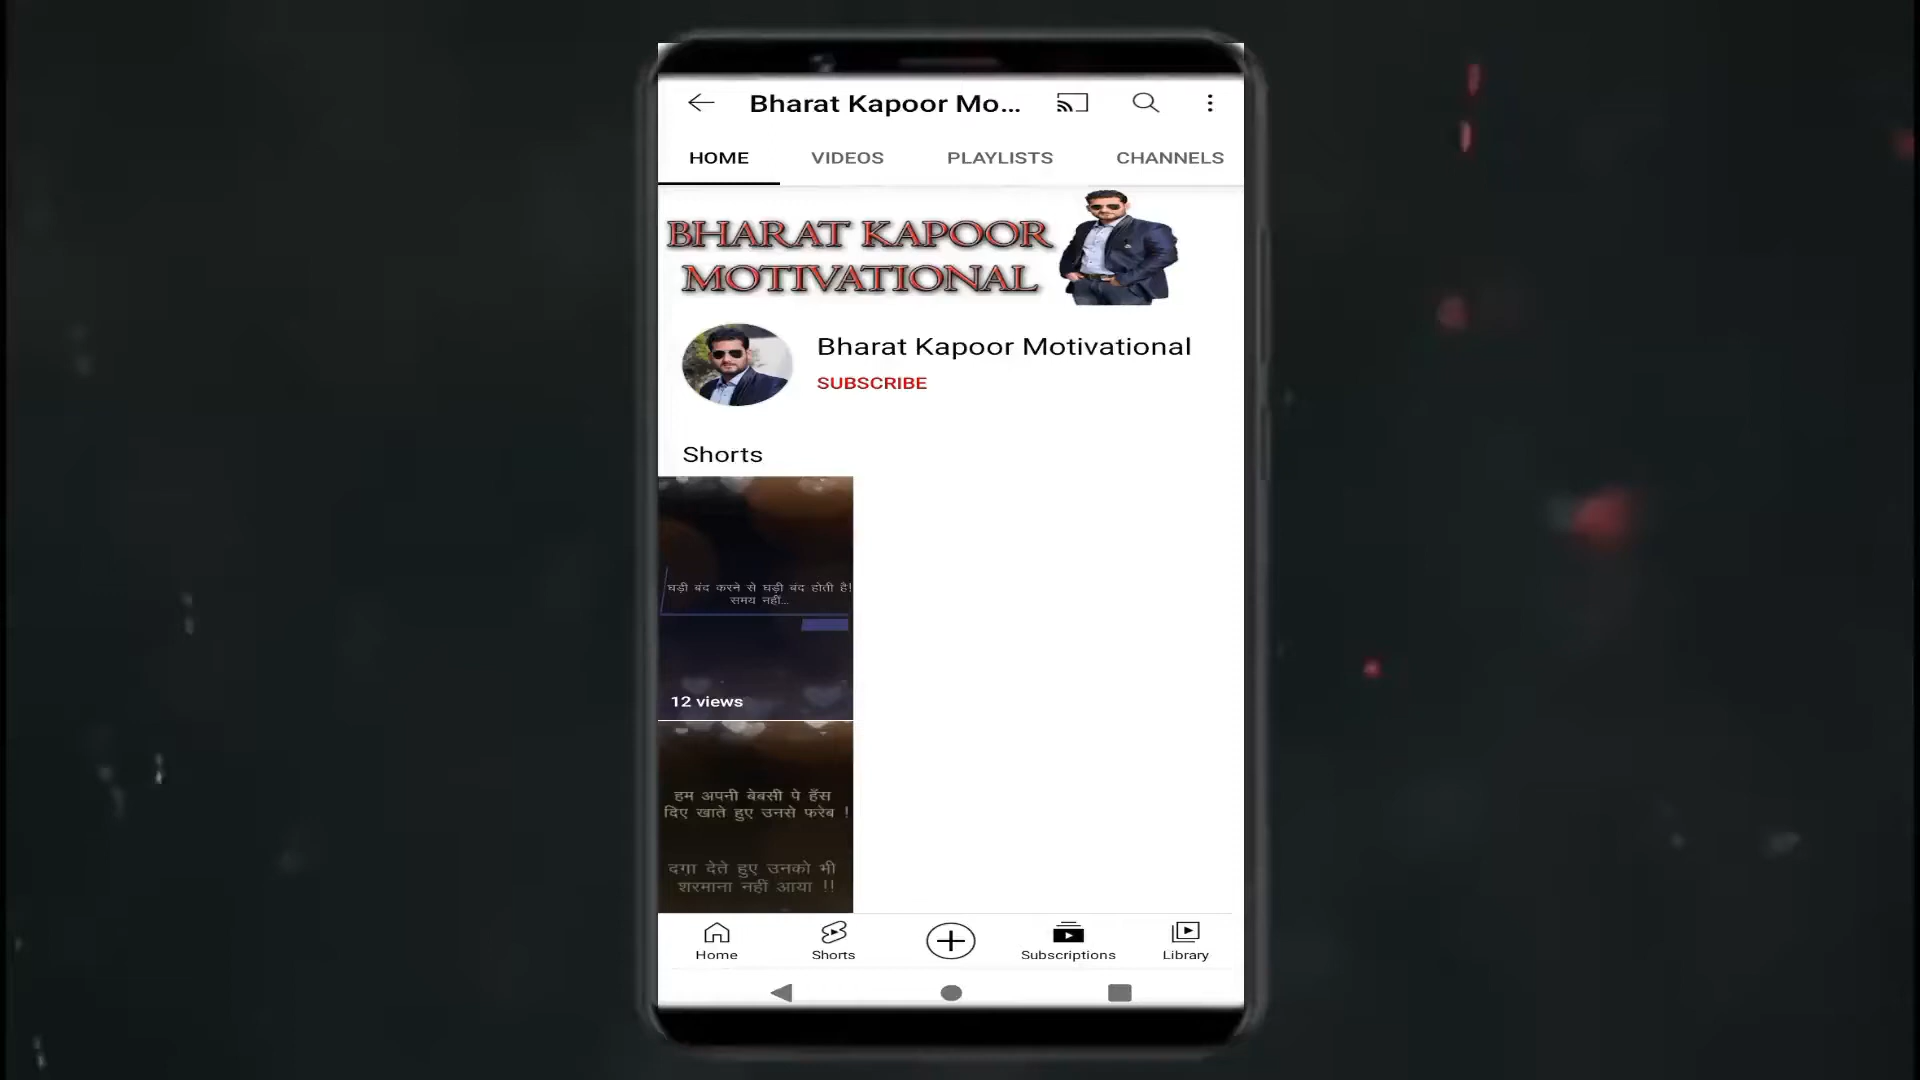 Bharat Kapoor Mo...
HOME VIDEOS PLAYLISTS CHANNELS
BHARAT KAPOOR
MOTIVATIONAL
Bharat Kapoor Motivational
SUBSCRIBE
Shorts
घड़ी बंद करने से घड़ी बंद होती है!
समय नहीं...
12 views
हम अपनी बेबसी पे हँस
दिए खाते हुए उनसे फरेब !
दगा देते हुए उनको भी
शरमाना नहीं आया !!
Home Shorts Subscriptions Library